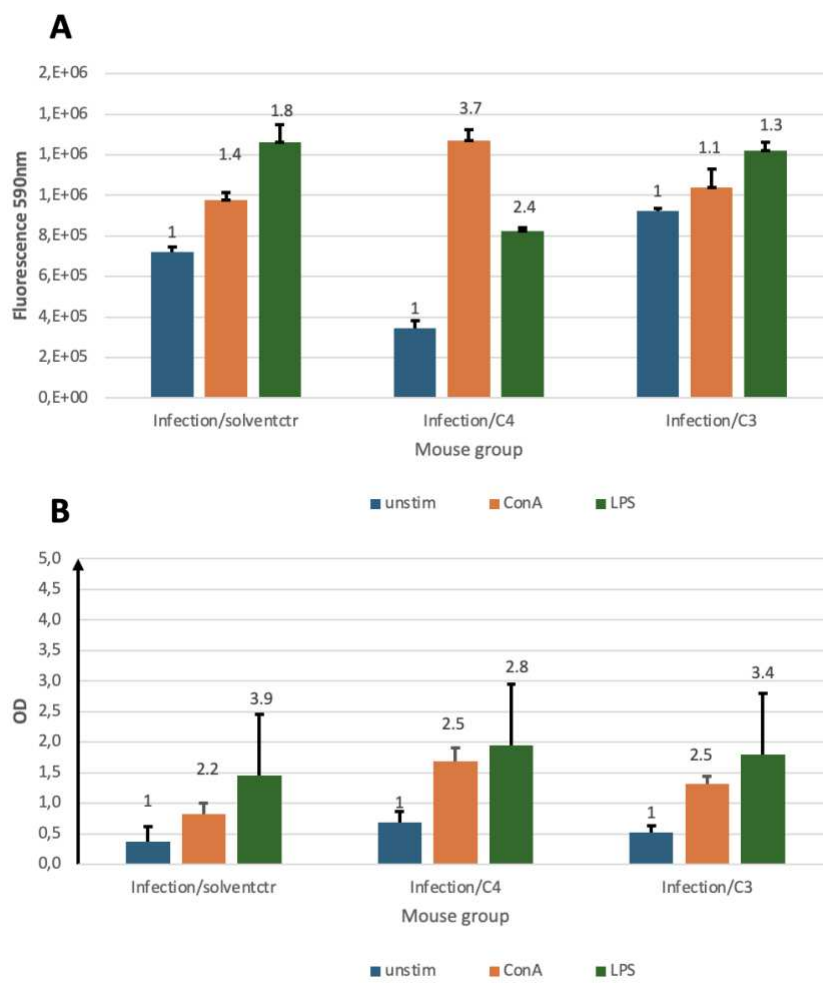 A
2,E+06
1,E+06
1,E+06
1,E+06
8,E+05
6,E+05
4,E+05
2,E+05
0,E+00
Fluorescence 590nm
1 1.4 1.8 1 3.7 2.4 1 1.1 1.3
Infection/solventctr Infection/C4 Infection/C3
Mouse group
unstim ConA LPS
B
5,0
4,5
4,0
3,5
3,0
2,5
2,0
1,5
1,0
0,5
0,0
OD
1 2.2 3.9 1 2.5 2.8 1 2.5 3.4
Infection/solventctr Infection/C4 Infection/C3
Mouse group
unstim ConA LPS